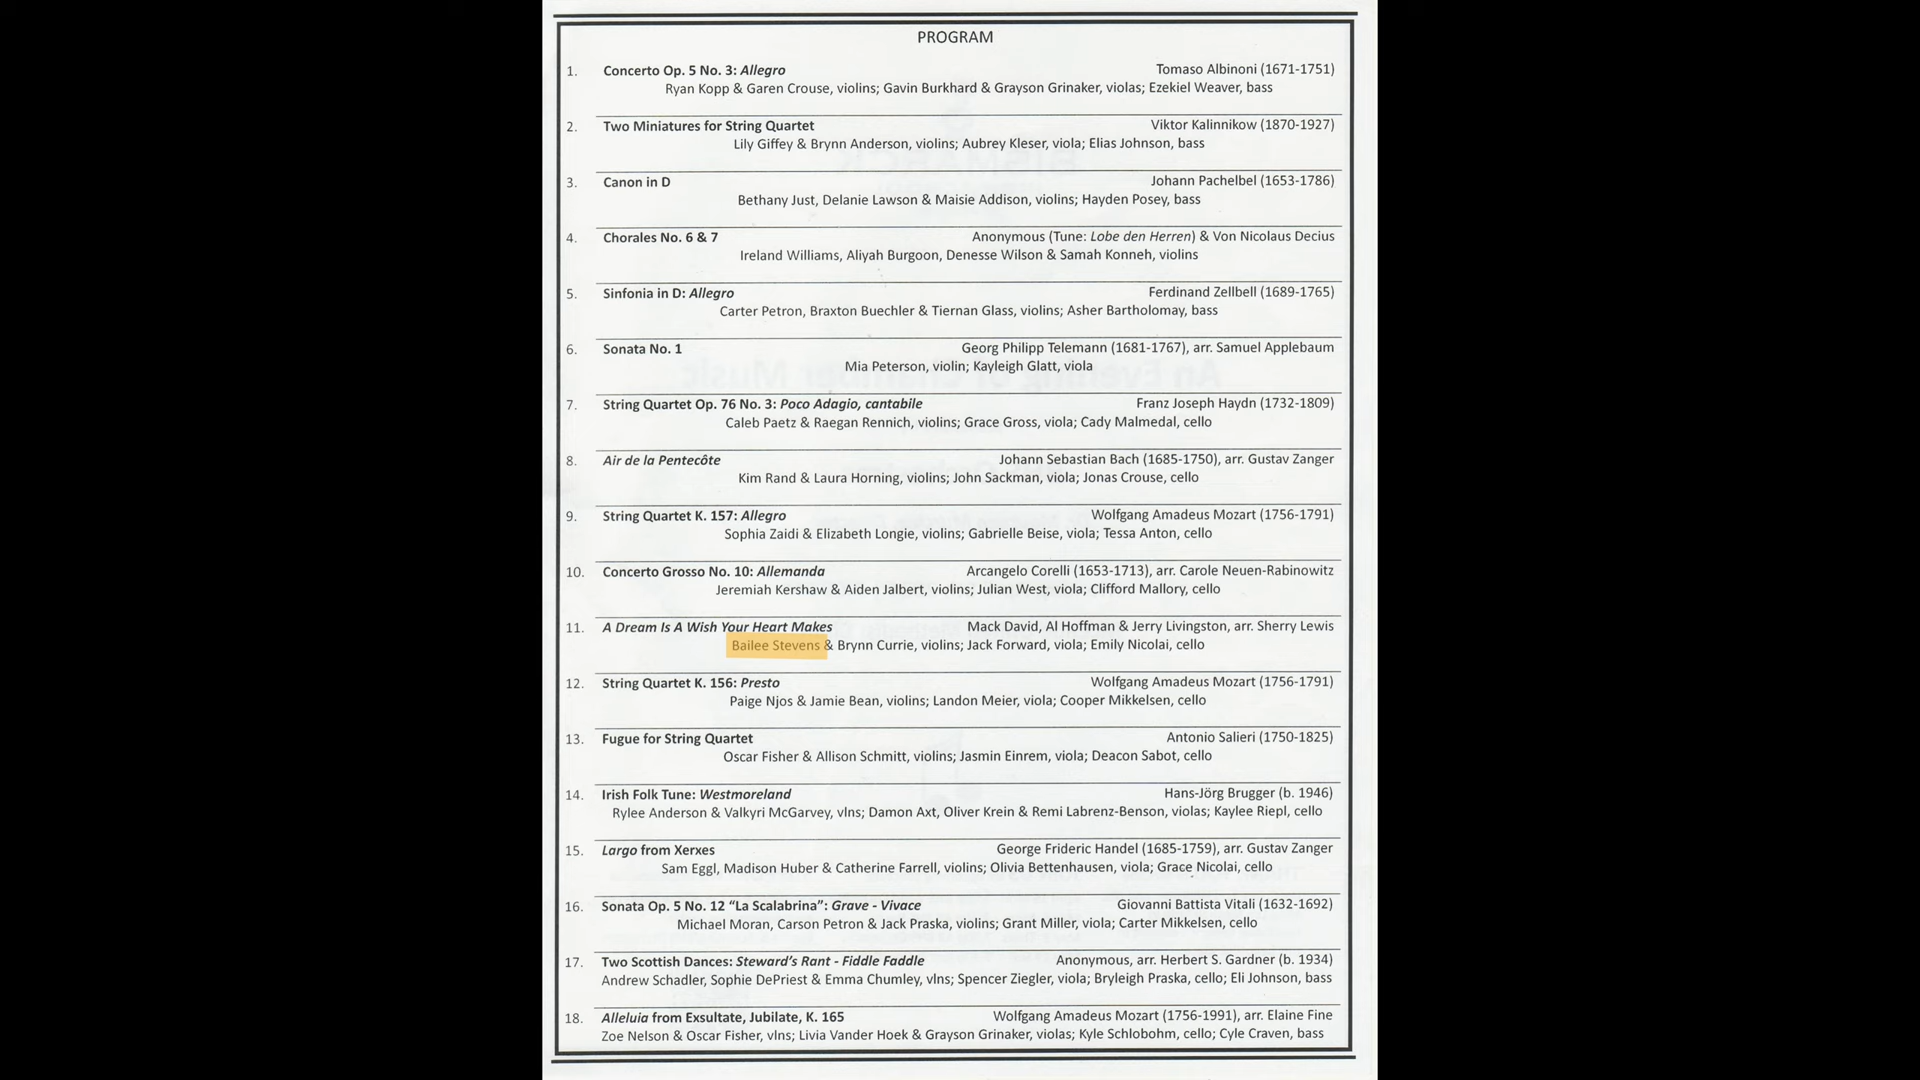 PROGRAM
1. Concerto Op. 5 No. 3: Allegro Tomaso Albinoni (1671-1751)
Ryan Kopp & Garen Crouse, violins; Gavin Burkhard & Grayson Grinaker, violas; Ezekiel Weaver, bass
2. Two Miniatures for String Quartet Viktor Kalinnikow (1870-1927)
Lily Giffey & Brynn Anderson, violins; Aubrey Kleser, viola; Elias Johnson, bass
3. Canon in D Johann Pachelbel (1653-1786)
Bethany Just, Delanie Lawson & Maisie Addison, violins; Hayden Posey, bass
4. Chorales No. 6 & 7 Anonymous (Tune: Lobe den Herren) & Von Nicolaus Decius
Ireland Williams, Aliyah Burgoon, Denesse Wilson & Samah Konneh, violins
5. Sinfonia in D: Allegro Ferdinand Zellbell (1689-1765)
Carter Petron, Braxton Buechler & Tiernan Glass, violins; Asher Bartholomay, bass
6. Sonata No. 1 Georg Philipp Telemann (1681-1767), arr. Samuel Applebaum
Mia Peterson, violin; Kayleigh Glatt, viola
7. String Quartet Op. 76 No. 3: Poco Adagio, cantabile Franz Joseph Haydn (1732-1809)
Caleb Paetz & Raegan Rennich, violins; Grace Gross, viola; Cady Malmedal, cello
8. Air de la Pentecôte Johann Sebastian Bach (1685-1750), arr. Gustav Zanger
Kim Rand & Laura Horning, violins; John Sackman, viola; Jonas Crouse, cello
9. String Quartet K. 157: Allegro Wolfgang Amadeus Mozart (1756-1791)
Sophia Zaidi & Elizabeth Longie, violins; Gabrielle Beise, viola; Tessa Anton, cello
10. Concerto Grosso No. 10: Allemanda Arcangelo Corelli (1653-1713), arr. Carole Neuen-Rabinowitz
Jeremiah Kershaw & Aiden Jalbert, violins; Julian West, viola; Clifford Mallory, cello
11. A Dream Is A Wish Your Heart Makes Mack David, Al Hoffman & Jerry Livingston, arr. Sherry Lewis
Bailee Stevens & Brynn Currie, violins; Jack Forward, viola; Emily Nicolai, cello
12. String Quartet K. 156: Presto Wolfgang Amadeus Mozart (1756-1791)
Paige Njos & Jamie Bean, violins; Landon Meier, viola; Cooper Mikkelsen, cello
13. Fugue for String Quartet Antonio Salieri (1750-1825)
Oscar Fisher & Allison Schmitt, violins; Jasmin Einrem, viola; Deacon Sabot, cello
14. Irish Folk Tune: Westmoreland Hans-Jörg Brugger (b. 1946)
Rylee Anderson & Valkyri McGarvey, vlns; Damon Axt, Oliver Krein & Remi Labrenz-Benson, violas; Kaylee Riepl, cello
15. Largo from Xerxes George Frideric Handel (1685-1759), arr. Gustav Zanger
Sam Eggl, Madison Huber & Catherine Farrell, violins; Olivia Bettenhausen, viola; Grace Nicolai, cello
16. Sonata Op. 5 No. 12 “La Scalabrina”: Grave - Vivace Giovanni Battista Vitali (1632-1692)
Michael Moran, Carson Petron & Jack Praska, violins; Grant Miller, viola; Carter Mikkelsen, cello
17. Two Scottish Dances: Steward’s Rant - Fiddle Faddle Anonymous, arr. Herbert S. Gardner (b. 1934)
Andrew Schadler, Sophie DePriest & Emma Chumley, vlns; Spencer Ziegler, viola; Bryleigh Praska, cello; Eli Johnson, bass
18. Alleluia from Exsultate, Jubilate, K. 165 Wolfgang Amadeus Mozart (1756-1991), arr. Elaine Fine
Zoe Nelson & Oscar Fisher, vlns; Livia Vander Hoek & Grayson Grinaker, violas; Kyle Schlobohm, cello; Cyle Craven, bass